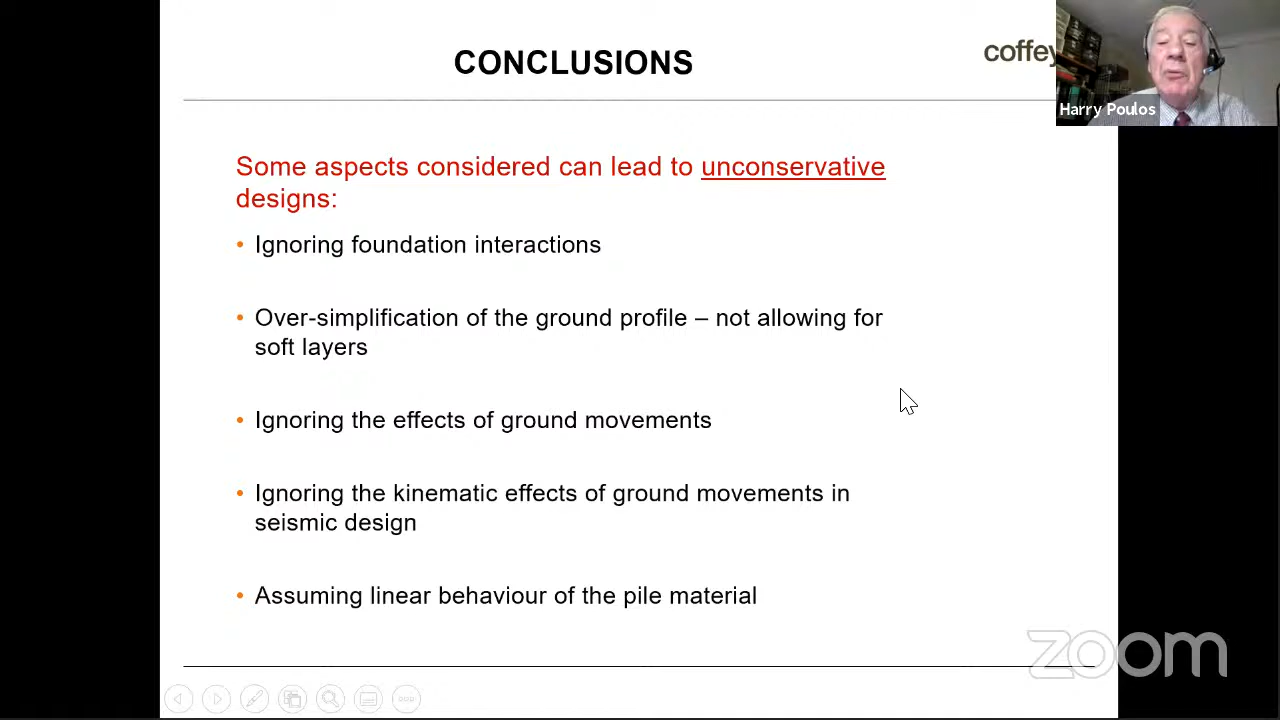 CONCLUSIONS
coffey
Harry Poulos
Some aspects considered can lead to unconservative
designs:
• Ignoring foundation interactions
• Over-simplification of the ground profile – not allowing for
soft layers
• Ignoring the effects of ground movements
• Ignoring the kinematic effects of ground movements in
seismic design
• Assuming linear behaviour of the pile material
zoom